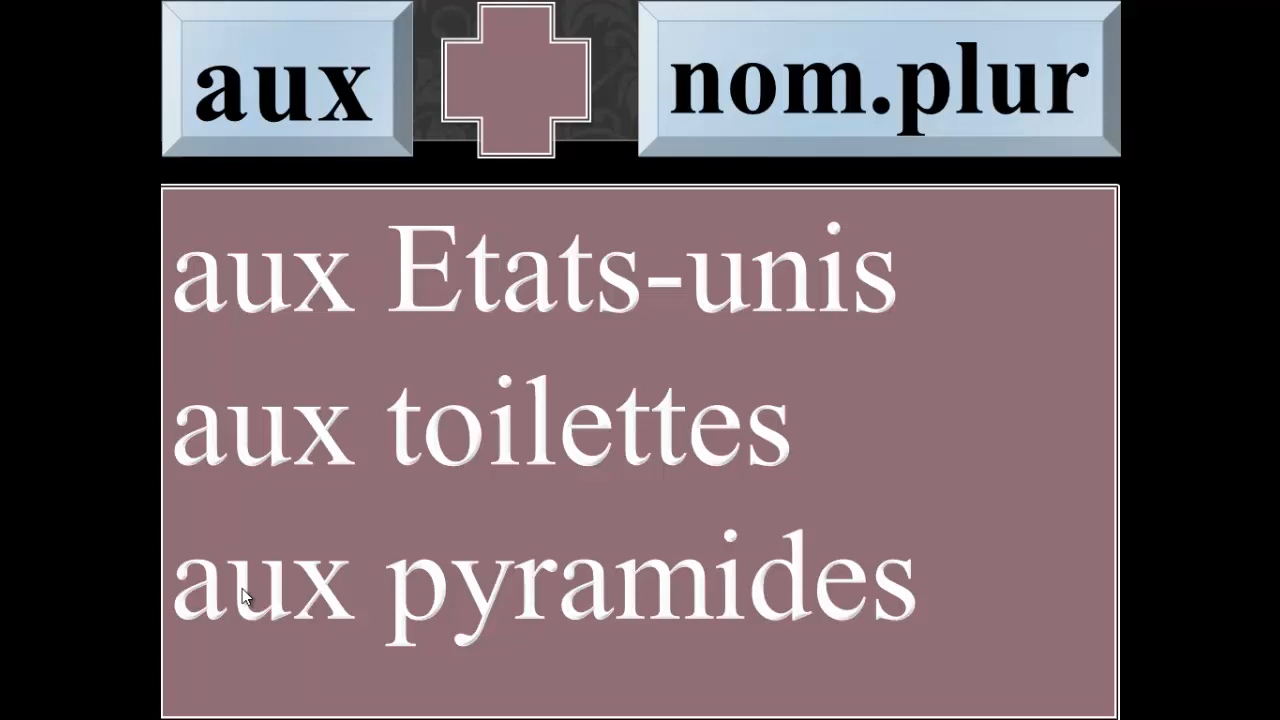 aux nom.plur
aux Etats-unis
aux toilettes
aux pyramides